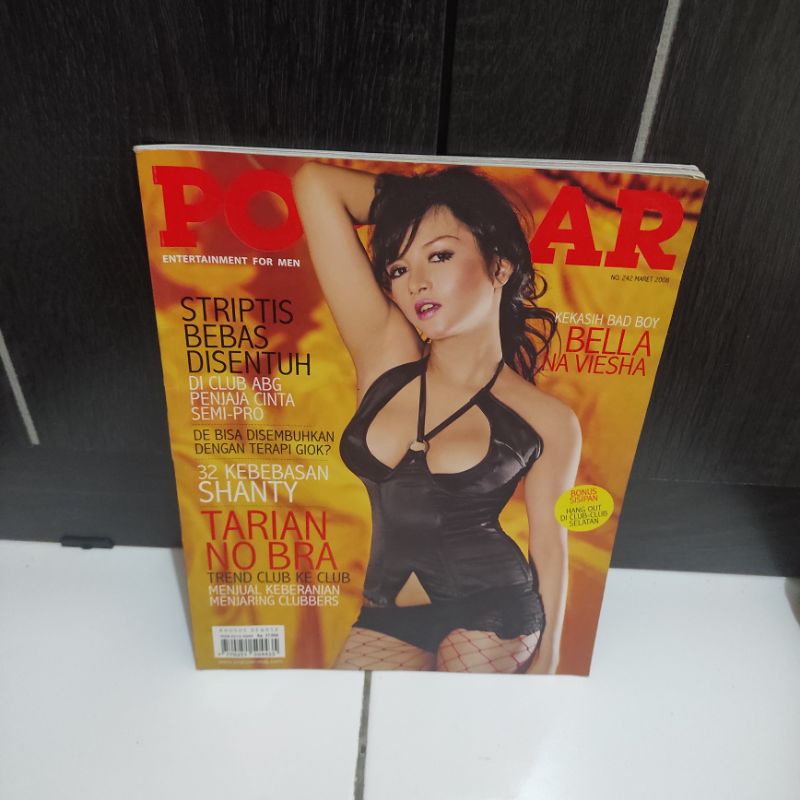 PO AR
ENTERTAINMENT FOR MEN
NO. 242 MARET 2008
STRIPTIS
BEBAS
DISENTUH
DI CLUB ABG
PENJAJA CINTA
SEMI-PRO
DE BISA DISEMBUHKAN
DENGAN TERAPI GIOK?
32 KEBEBASAN
SHANTY
TARIAN
NO BRA
TREND CLUB KE CLUB
MENJUAL KEBERANIAN
MENJARING CLUBBERS
KEKASIH BAD BOY
BELLA
NA VIESHA
BONUS
SISIPAN
HANG OUT
DI CLUB-CLUB
SELATAN
KHUSUS DEWASA